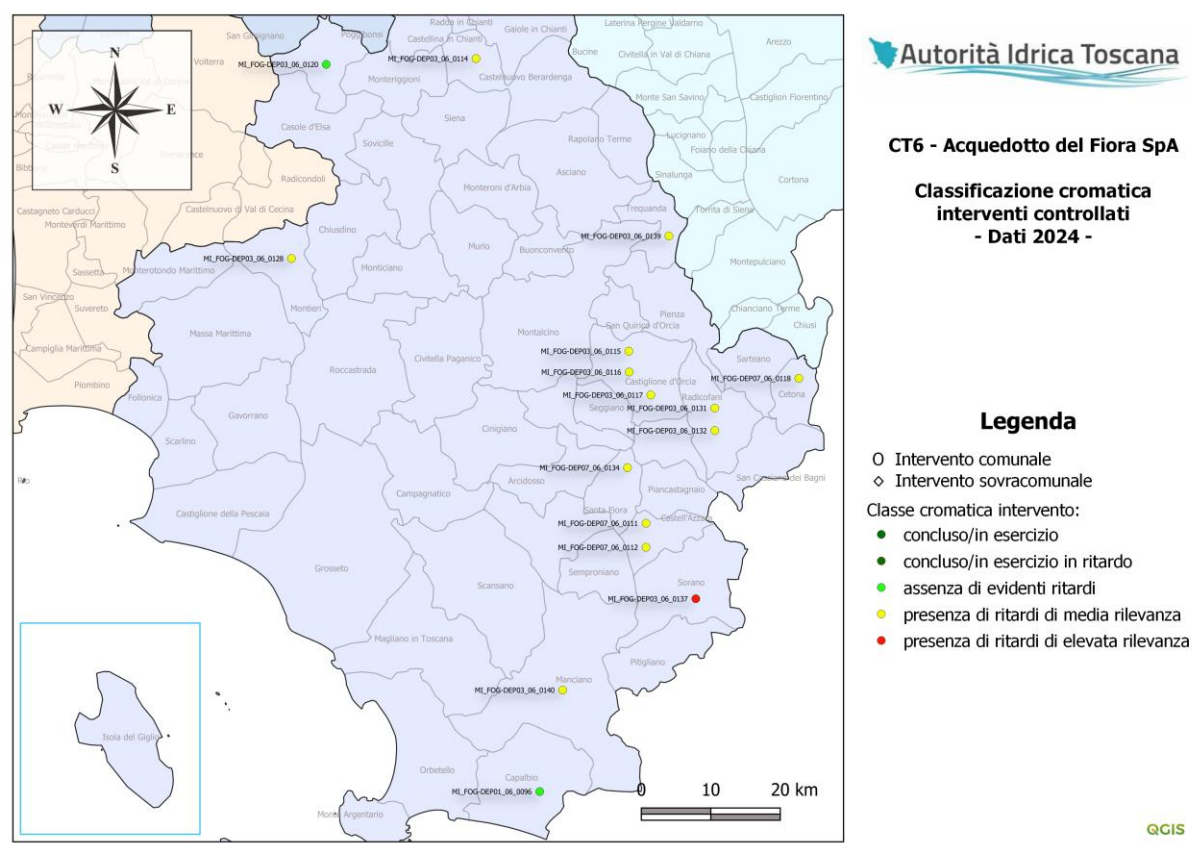 Radda in Chianti
Gaiole in Chianti
Laterina Pergine Valdarno
San Gimignano
Poggibonsi
Castellina in Chianti
Bucine
Civitella in Val di Chiana
Arezzo
N
W
E
S
Volterra
MI_FOG-DEP03_06_0120
MI_FOG-DEP03_06_0114
Monteriggioni
Castelnuovo Berardenga
Monte San Savino
Castiglion Fiorentino
Casole d'Elsa
Siena
Sovicille
Rapolano Terme
Lucignano
Foiano della Chiana
Radicondoli
Asciano
Sinalunga
Cortona
Monteroni d'Arbia
Castagneto Carducci
Monteverdi Marittimo
Castelnuovo di Val di Cecina
Trequanda
Torrita di Siena
Chiusdino
MI_FOG-DEP03_06_0139
Murlo
Buonconvento
MI_FOG-DEP03_06_0128
Monterotondo Marittimo
Monticiano
Montepulciano
Sassetta
San Vincenzo
Suvereto
Montieri
Pienza
Chianciano Terme
Massa Marittima
Montalcino
San Quirico d'Orcia
Chiusi
Campiglia Marittima
Civitella Paganico
MI_FOG-DEP03_06_0115
Sarteano
Roccastrada
MI_FOG-DEP03_06_0116
Castiglione d'Orcia
MI_FOG-DEP07_06_0118
Piombino
Follonica
MI_FOG-DEP03_06_0117
Radicofani
Cetona
Seggiano
MI_FOG-DEP03_06_0131
Gavorrano
Cinigiano
MI_FOG-DEP03_06_0132
Scarlino
MI_FOG-DEP07_06_0134
Rio
Arcidosso
San Casciano dei Bagni
Campagnatico
Piancastagnaio
Castiglione della Pescaia
Santa Fiora
MI_FOG-DEP07_06_0111
Castell'Azzara
MI_FOG-DEP07_06_0112
Grosseto
Semproniano
Scansano
Sorano
MI_FOG-DEP03_06_0137
Magliano in Toscana
Pitigliano
Manciano
MI_FOG-DEP03_06_0140
Isola del Giglio
Orbetello
Capalbio
MI_FOG-DEP01_06_0096
Monte Argentario
0 10 20 km
Autorità Idrica Toscana
CT6 - Acquedotto del Fiora SpA
Classificazione cromatica
interventi controllati
- Dati 2024 -
Legenda
Intervento comunale
Intervento sovracomunale
Classe cromatica intervento:
concluso/in esercizio
concluso/in esercizio in ritardo
assenza di evidenti ritardi
presenza di ritardi di media rilevanza
presenza di ritardi di elevata rilevanza
QGIS